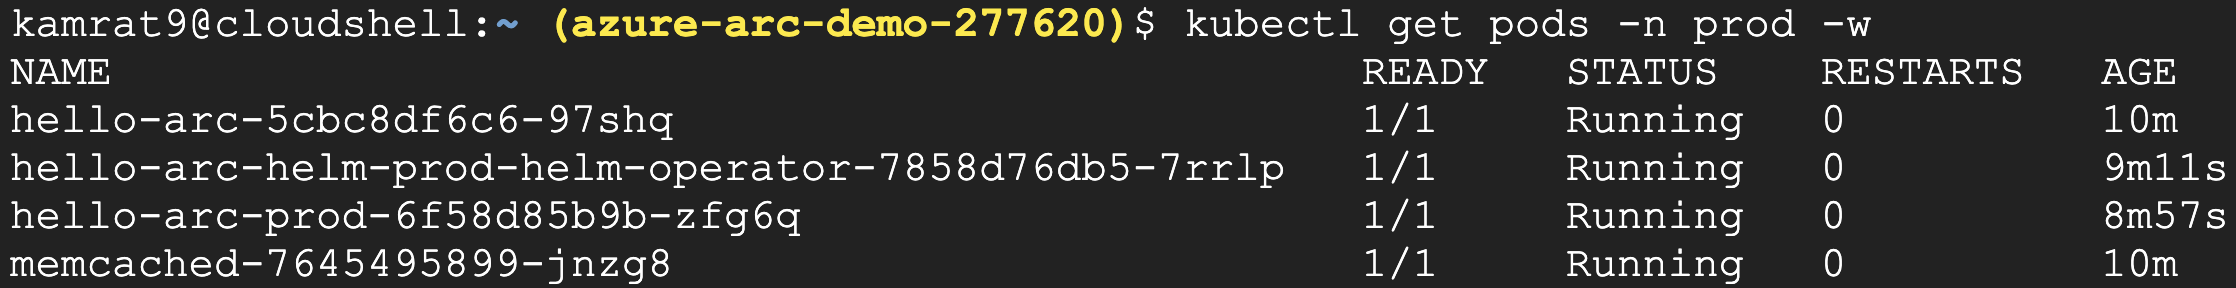 kamrat9@cloudshell:~ (azure-arc-demo-277620)$ kubectl get pods -n prod -w
NAME READY STATUS RESTARTS AGE
hello-arc-5cbc8df6c6-97shq 1/1 Running 0 10m
hello-arc-helm-prod-helm-operator-7858d76db5-7rrlp 1/1 Running 0 9m11s
hello-arc-prod-6f58d85b9b-zfg6q 1/1 Running 0 8m57s
memcached-7645495899-jnzg8 1/1 Running 0 10m